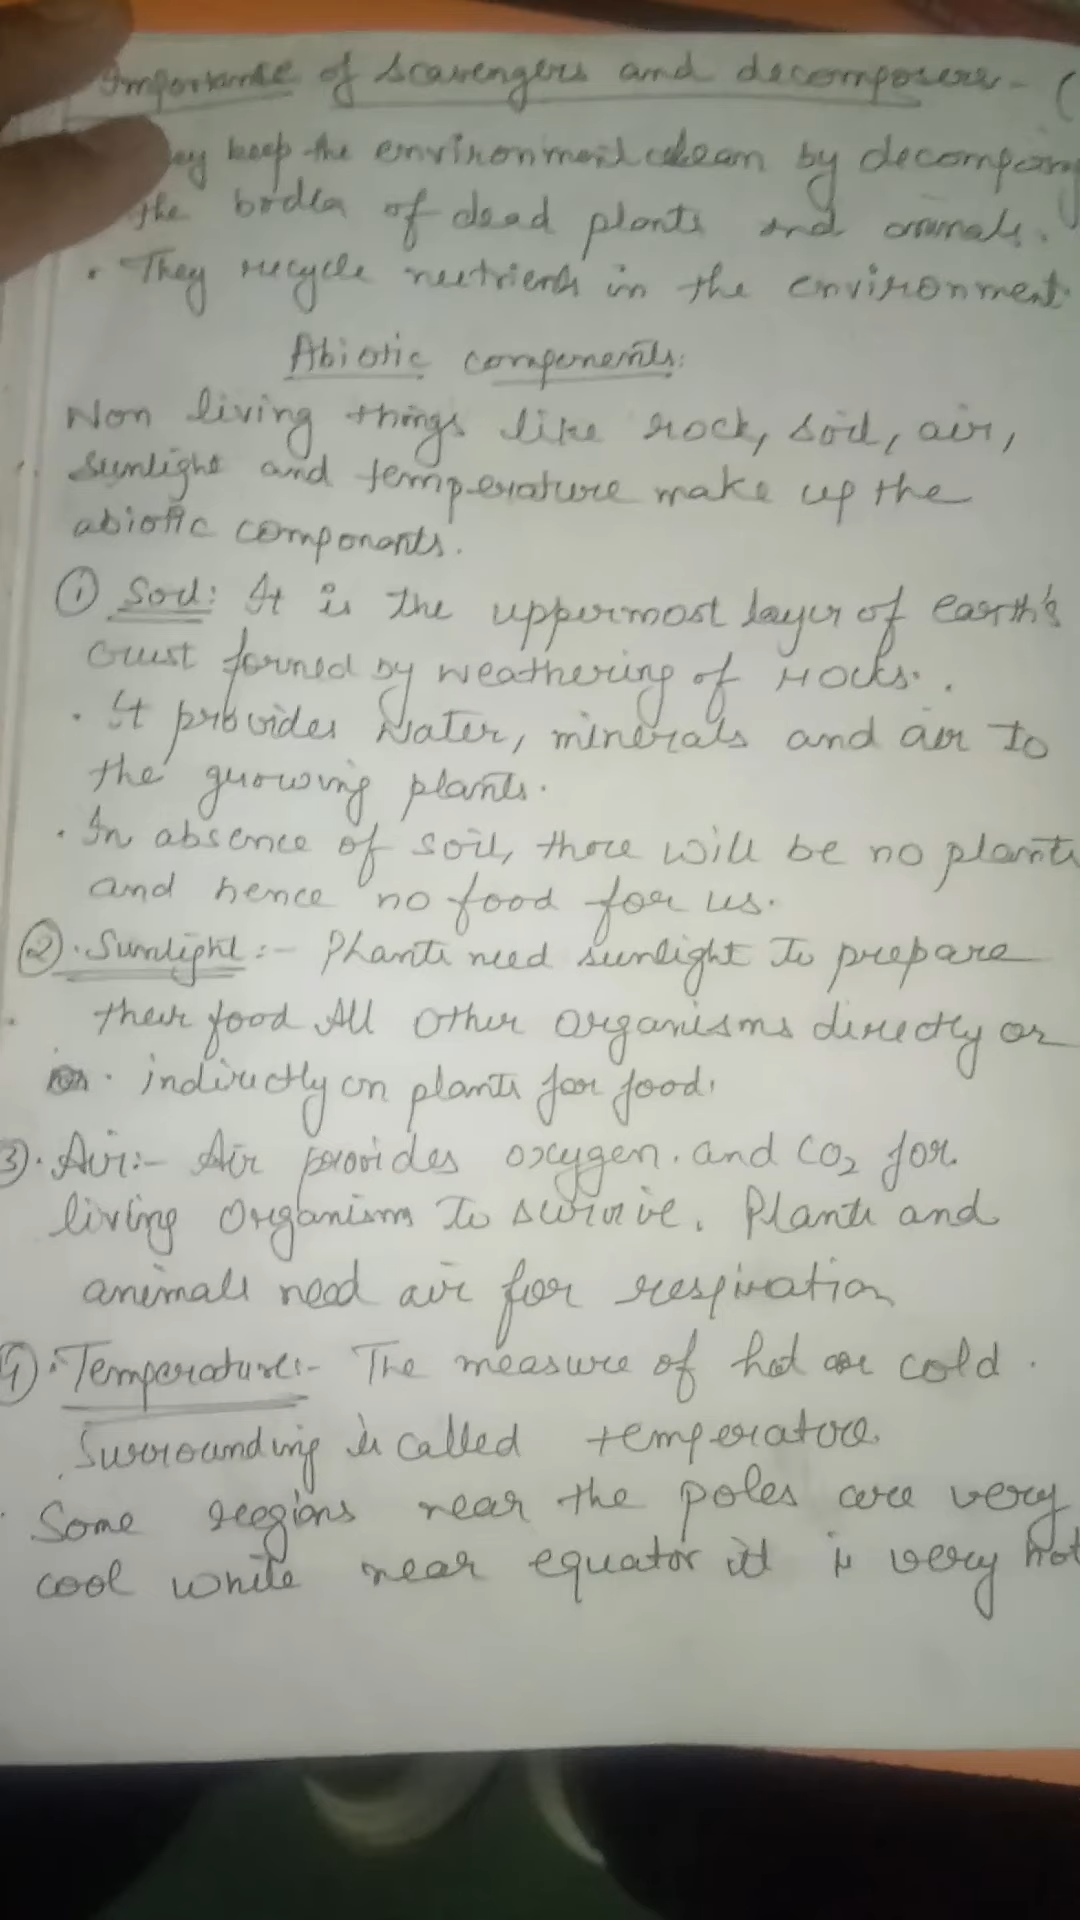 Importance of scavengers and decomposers - (
keep the environment clean by decomposing
the bodies of dead plants and animals.
• They recycle neutrients in the environment.
Abiotic components:
Non living things like rock, soil, air,
sunlight and temperature make up the
abiotic components.
① Soil: It is the uppermost layer of earth's
crust formed by weathering of rocks.
• It provides water, minerals and air to
the growing plants.
• In absence of soil, there will be no plants
and hence no food for us.
② • Sunlight :- Plants need sunlight to prepare
their food All other organisms directly or
indirectly on plants for food.
3) • Air :- Air provides oxygen. and CO₂ for
living organism to survive. Plants and
animals need air for respiration
4) • Temperature :- The measure of hot or cold
surrounding is called temperature.
• Some regions near the poles are very
cool while near equator it is very hot